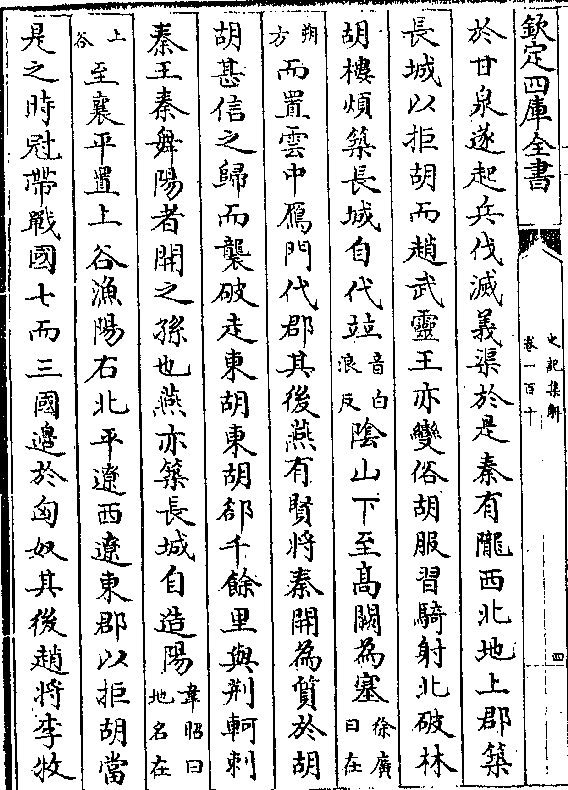 欽定四庫全書
史記集解
卷一百十
四
於甘泉遂起兵伐滅義渠於是秦有隴西北地上郡築
長城以拒胡而趙武靈王亦變俗胡服習騎射北破林
胡樓煩築長城自代竝音白浪反陰山下至高闕為塞徐廣曰在
朔方而置雲中鴈門代郡其後燕有賢將秦開為質於胡
胡甚信之歸而襲破走東胡東胡郤千餘里與荆軻刺
秦王秦舞陽者開之孫也燕亦築長城自造陽韋昭曰地名在
上谷至襄平置上谷漁陽右北平遼西遼東郡以拒胡當
是之時冠帶戰國七而三國邊於匈奴其後趙將李牧